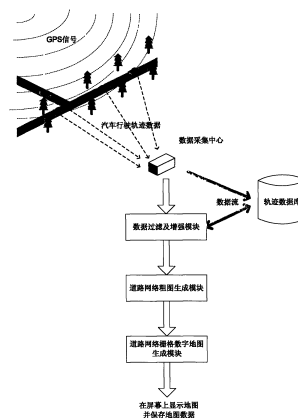 GPS信号
汽车行驶轨迹数据
数据采集中心
数据流
轨迹数据库
数据过滤及增强模块
道路网络粗图生成模块
道路网络栅格数字地图
生成模块
在屏幕上显示地图
并保存地图数据